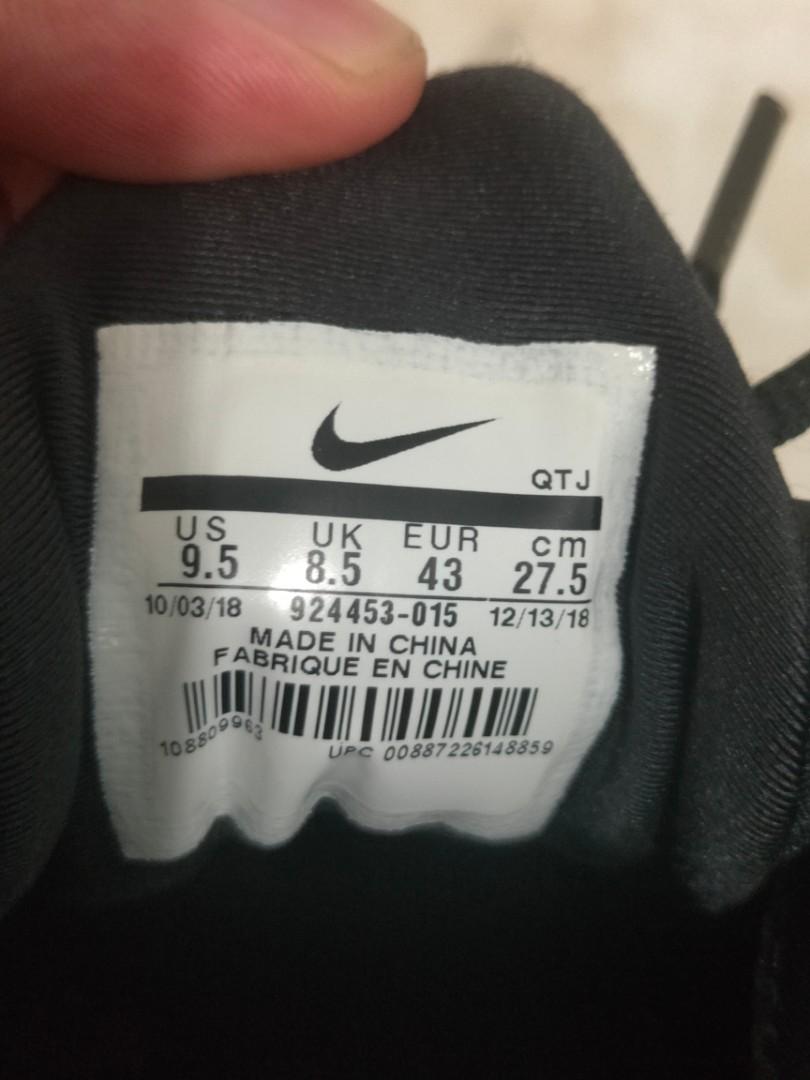 QTJ
US UK EUR cm
9.5 8.5 43 27.5
10/03/18 924453-015 12/13/18
MADE IN CHINA
FABRIQUE EN CHINE
108809963 UPC 00887226148859